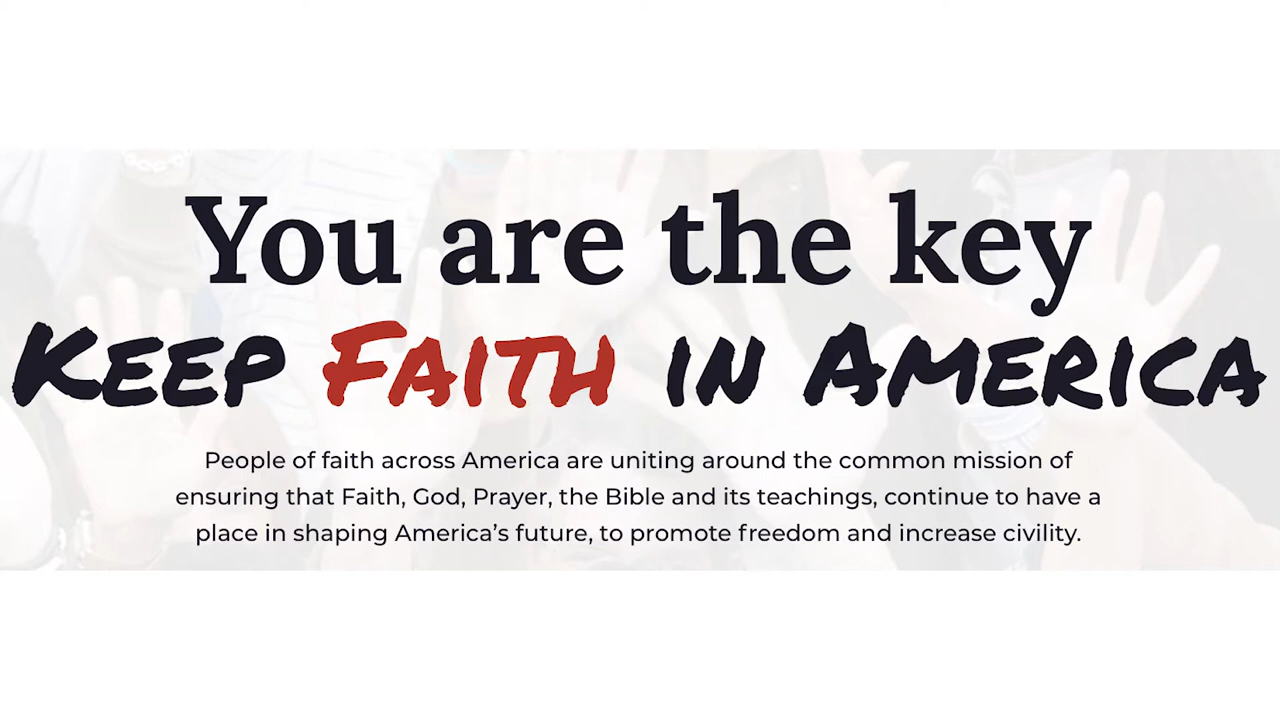 You are the key
KEEP FAITH IN AMERICA
People of faith across America are uniting around the common mission of
ensuring that Faith, God, Prayer, the Bible and its teachings, continue to have a
place in shaping America’s future, to promote freedom and increase civility.